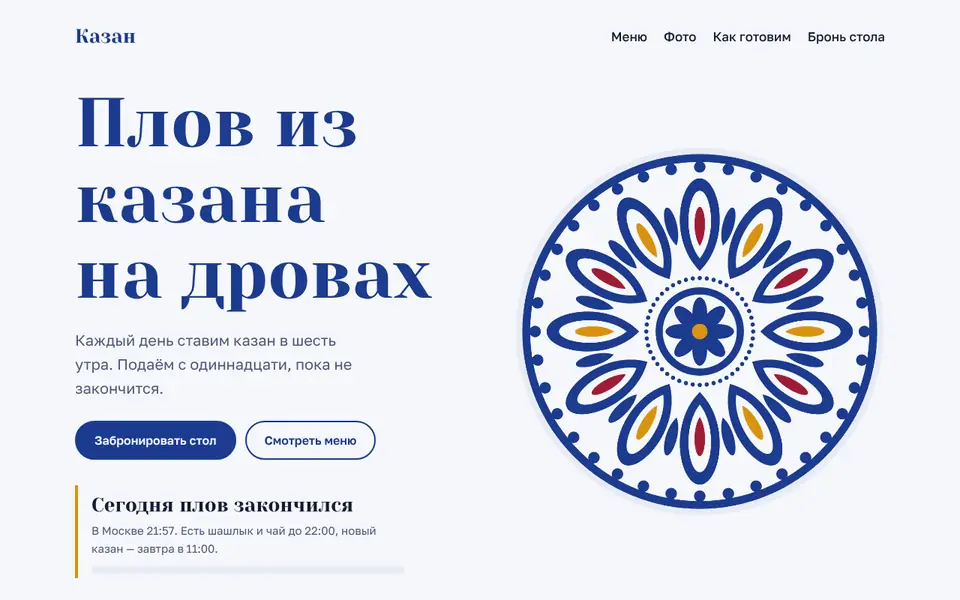 Казан
Меню Фото Как готовим Бронь стола
Плов из
казана
на дровах
Каждый день ставим казан в шесть
утра. Подаём с одиннадцати, пока не
закончится.
Забронировать стол Смотреть меню
Сегодня плов закончился
В Москве 21:57. Есть шашлык и чай до 22:00, новый
казан — завтра в 11:00.